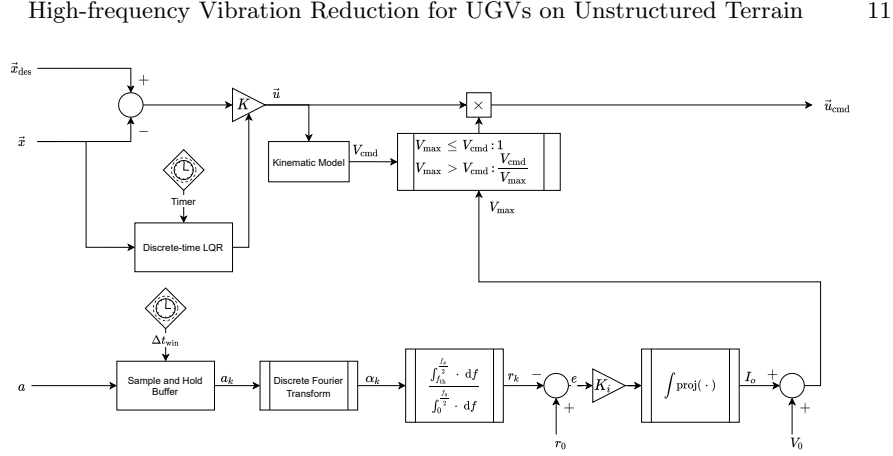 High-frequency Vibration Reduction for UGVs on Unstructured Terrain 11
x⃗_des
+
−
x⃗
K
u⃗
×
u⃗_cmd
Kinematic Model
V_cmd
V_max ≤ V_cmd : 1
V_max > V_cmd : V_cmd / V_max
V_max
Timer
Discrete-time LQR
Δt_win
a
Sample and Hold
Buffer
a_k
Discrete Fourier
Transform
α_k
∫_{f_th}^{f_s/2} · df
∫_0^{f_s/2} · df
r_k
−
+
r_0
e
K_i
∫ proj( · )
I_o
+
+
V_0